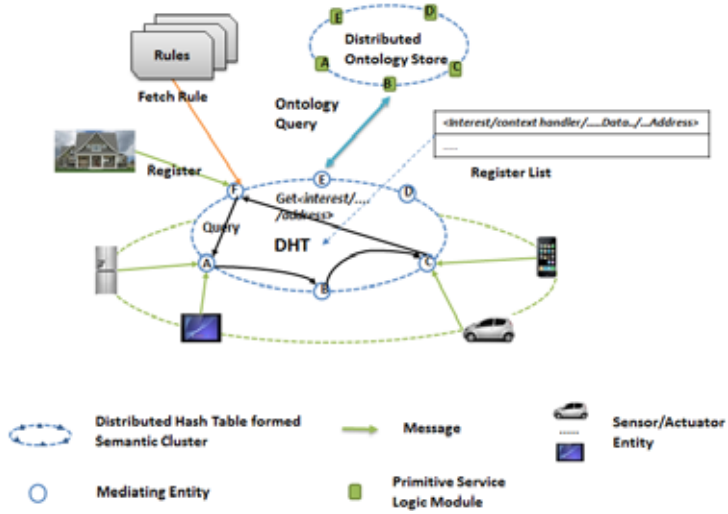 E
D
Distributed
Ontology Store
A
C
B
Rules
Fetch Rule
Ontology
Query
<Interest/context handler/.....Data../...Address>
.....
Register List
Register
F
E
D
Get<interest/....
/address>
Query
DHT
A
B
C
Distributed Hash Table formed
Semantic Cluster
Message
.....
Sensor/Actuator
Entity
Mediating Entity
Primitive Service
Logic Module